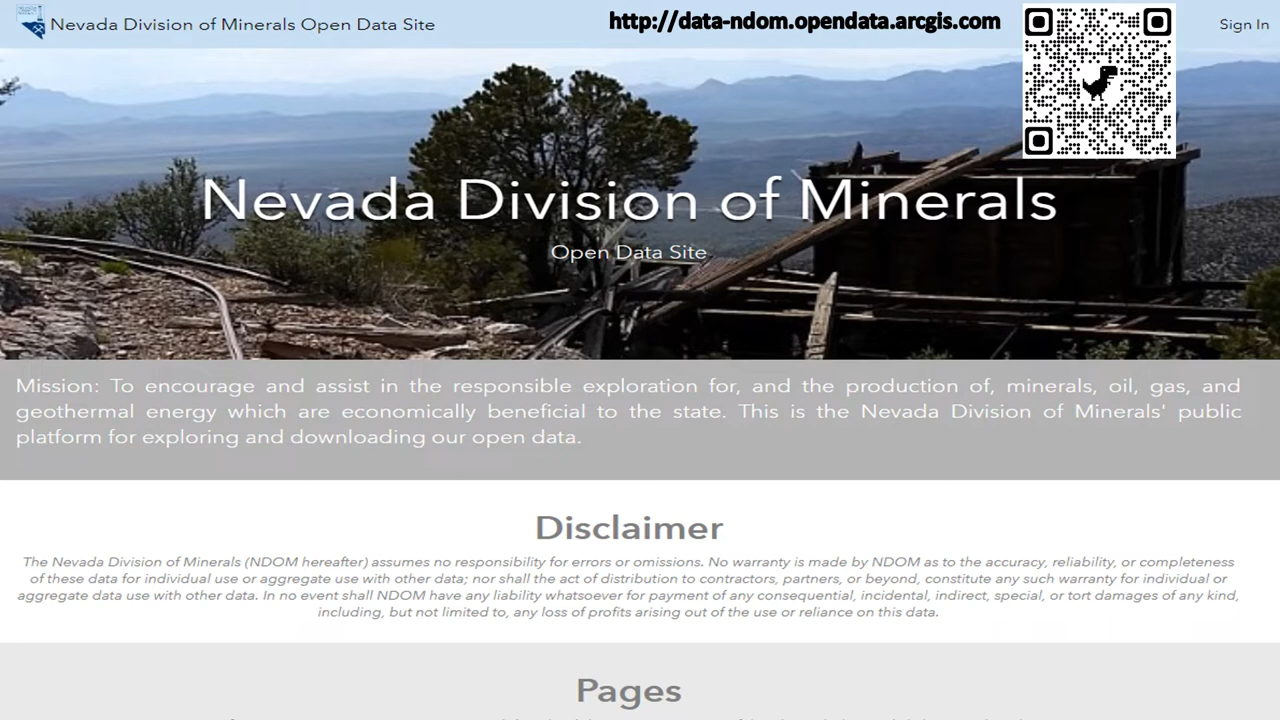 Nevada Division of Minerals Open Data Site
http://data-ndom.opendata.arcgis.com
Sign In
Nevada Division of Minerals
Open Data Site
Mission: To encourage and assist in the responsible exploration for, and the production of, minerals, oil, gas, and
geothermal energy which are economically beneficial to the state. This is the Nevada Division of Minerals' public
platform for exploring and downloading our open data.
Disclaimer
The Nevada Division of Minerals (NDOM hereafter) assumes no responsibility for errors or omissions. No warranty is made by NDOM as to the accuracy, reliability, or completeness
of these data for individual use or aggregate use with other data; nor shall the act of distribution to contractors, partners, or beyond, constitute any such warranty for individual or
aggregate data use with other data. In no event shall NDOM have any liability whatsoever for payment of any consequential, incidental, indirect, special, or tort damages of any kind,
including, but not limited to, any loss of profits arising out of the use or reliance on this data.
Pages